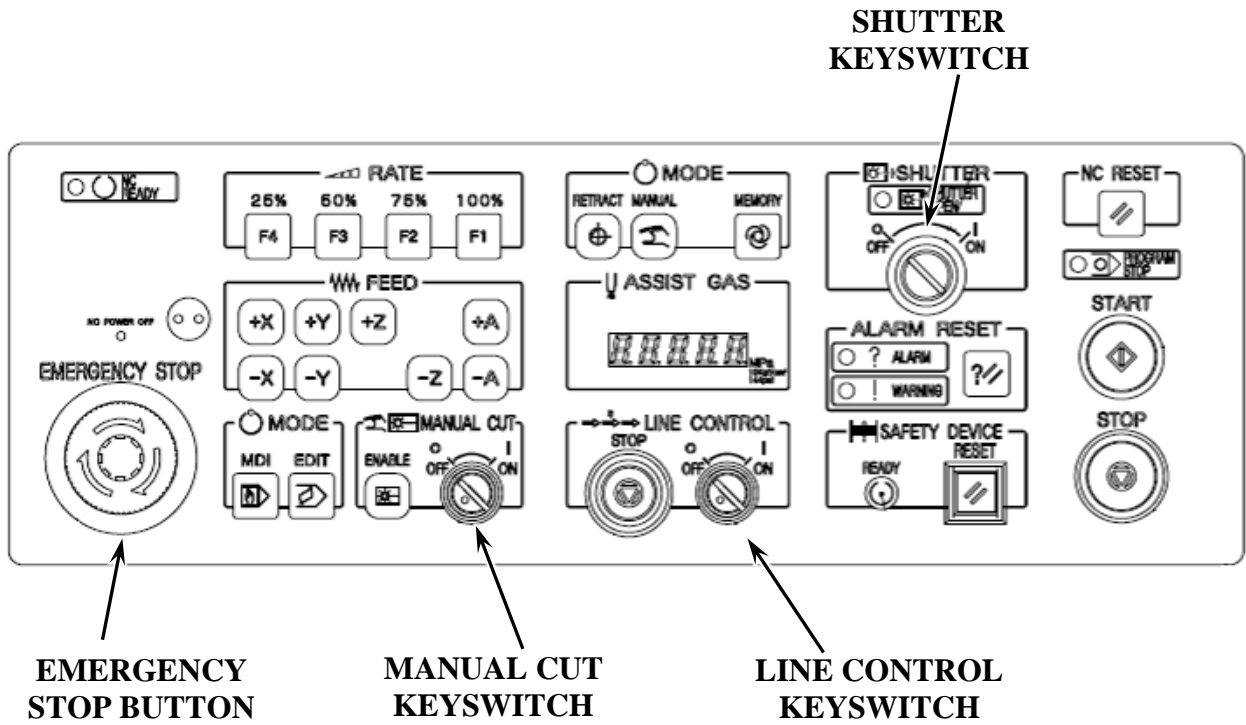 SHUTTER
KEYSWITCH
NC
READY
RATE
25% 50% 75% 100%
F4 F3 F2 F1
MODE
RETRACT MANUAL MEMORY
SHUTTER
OFF ON
NC RESET
PROGRAM
STOP
FEED
+X +Y +Z +A
-X -Y -Z -A
NC POWER OFF
EMERGENCY STOP
ASSIST GAS
MPa
ALARM RESET
? ALARM
! WARNING
?//
START
MODE
MDI EDIT
MANUAL CUT
ENABLE OFF ON
LINE CONTROL
STOP OFF ON
SAFETY DEVICE
READY RESET
STOP
EMERGENCY
STOP BUTTON
MANUAL CUT
KEYSWITCH
LINE CONTROL
KEYSWITCH